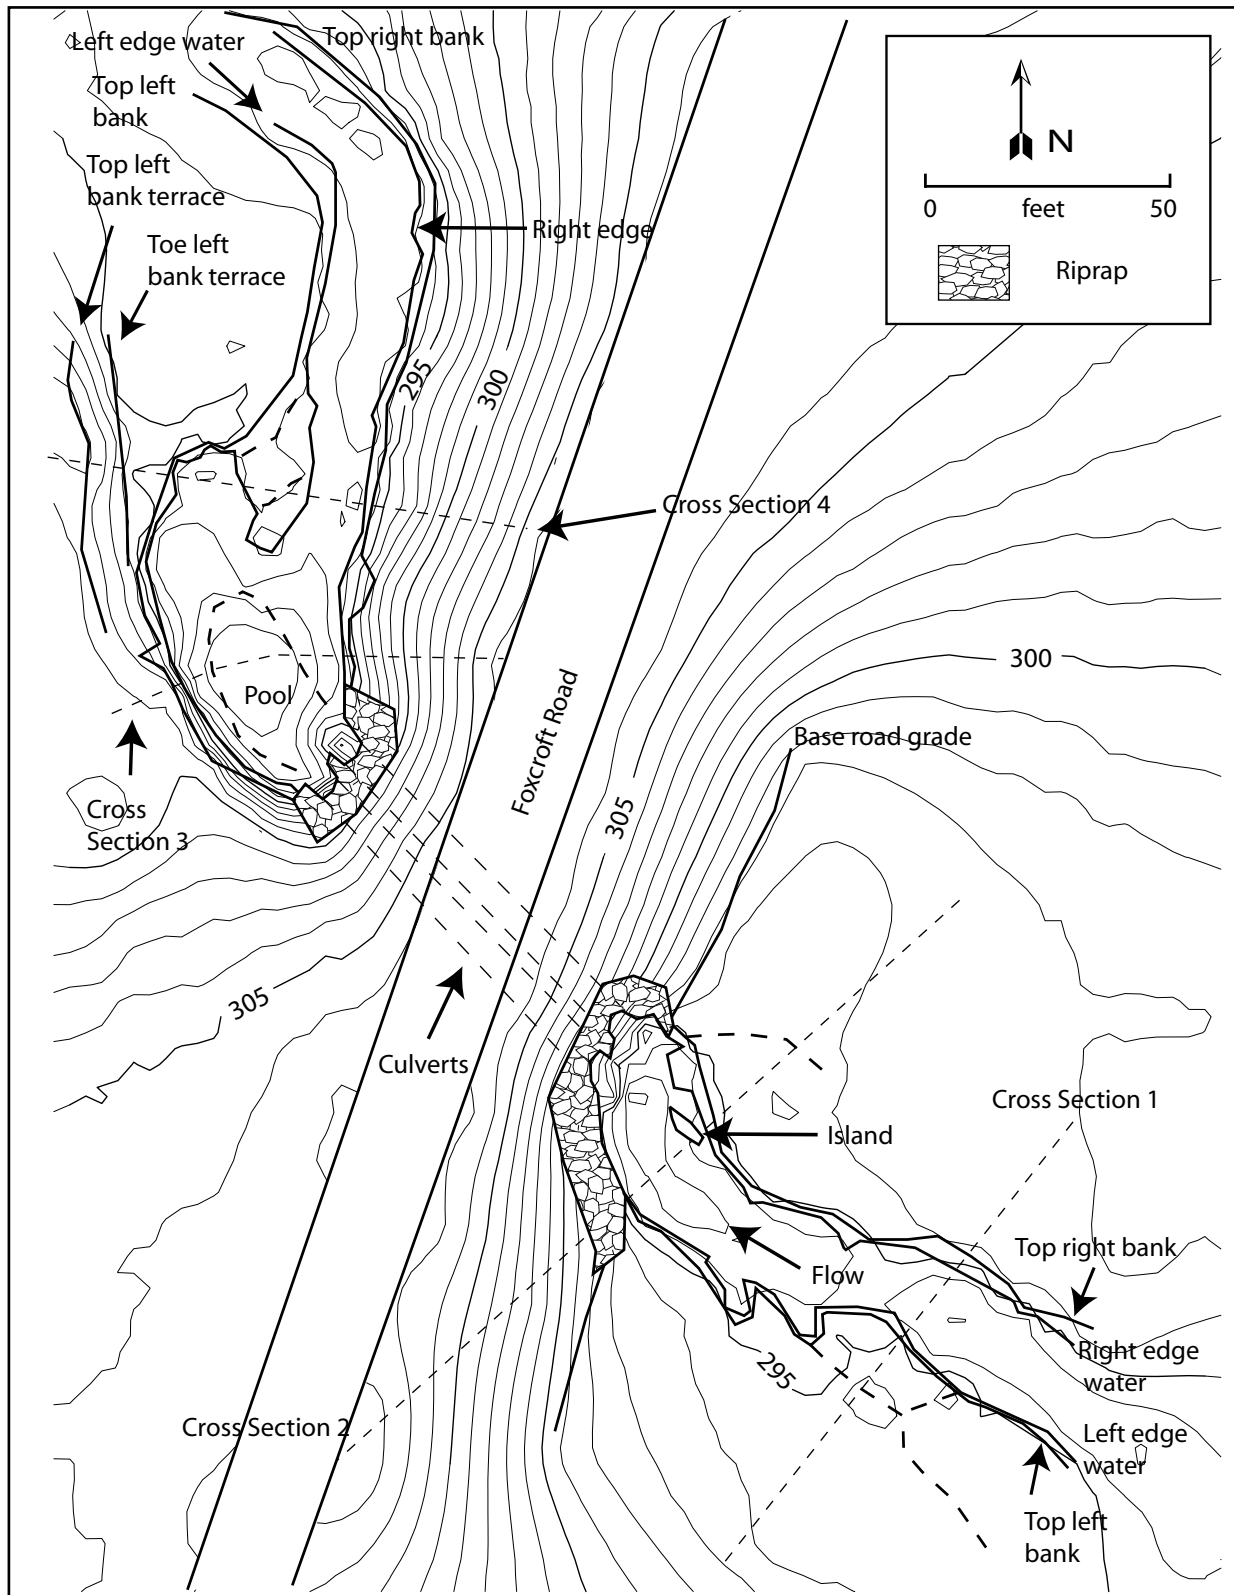 Left edge water
Top right bank
Top left
bank
Top left
bank terrace
Toe left
bank terrace
Right edge
N
0 feet 50
Riprap
295
300
Cross Section 4
300
Pool
Foxcroft Road
Base road grade
Cross
Section 3
305
305
Culverts
Cross Section 1
Island
Top right bank
Flow
Right edge
water
295
Cross Section 2
Left edge
water
Top left
bank